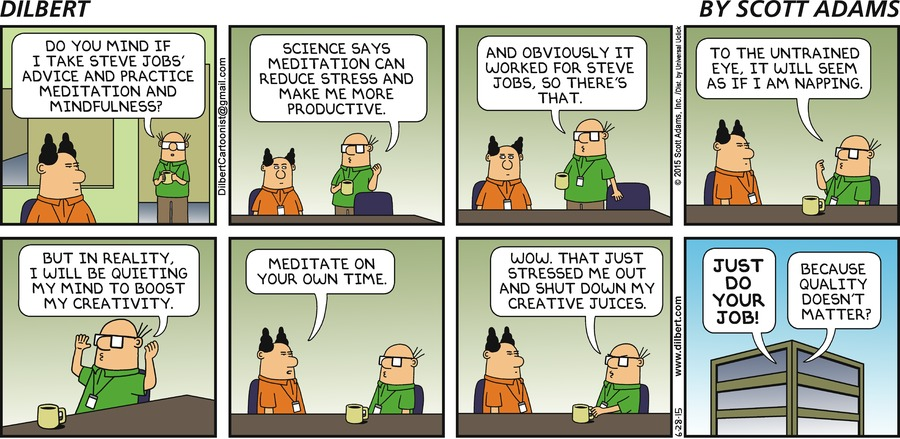 DILBERT
BY SCOTT ADAMS
DO YOU MIND IF
I TAKE STEVE JOBS'
ADVICE AND PRACTICE
MEDITATION AND
MINDFULNESS?
DilbertCartoonist@gmail.com
SCIENCE SAYS
MEDITATION CAN
REDUCE STRESS AND
MAKE ME MORE
PRODUCTIVE.
AND OBVIOUSLY IT
WORKED FOR STEVE
JOBS, SO THERE'S
THAT.
© 2015 Scott Adams, Inc. /Dist. by Universal Uclick
TO THE UNTRAINED
EYE, IT WILL SEEM
AS IF I AM NAPPING.
BUT IN REALITY,
I WILL BE QUIETING
MY MIND TO BOOST
MY CREATIVITY.
MEDITATE ON
YOUR OWN TIME.
WOW. THAT JUST
STRESSED ME OUT
AND SHUT DOWN MY
CREATIVE JUICES.
6-28-15
www.dilbert.com
JUST
DO
YOUR
JOB!
BECAUSE
QUALITY
DOESN'T
MATTER?